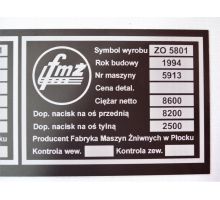 fmż
Symbol wyrobu ZO 5801
Rok budowy 1994
Nr maszyny 5913
Cena detal.
Ciężar netto 8600
Dop. nacisk na oś przednią 8200
Dop. nacisk na oś tylną 2500
Producent Fabryka Maszyn Żniwnych w Płocku
Kontrola wew. Kontrola zew.